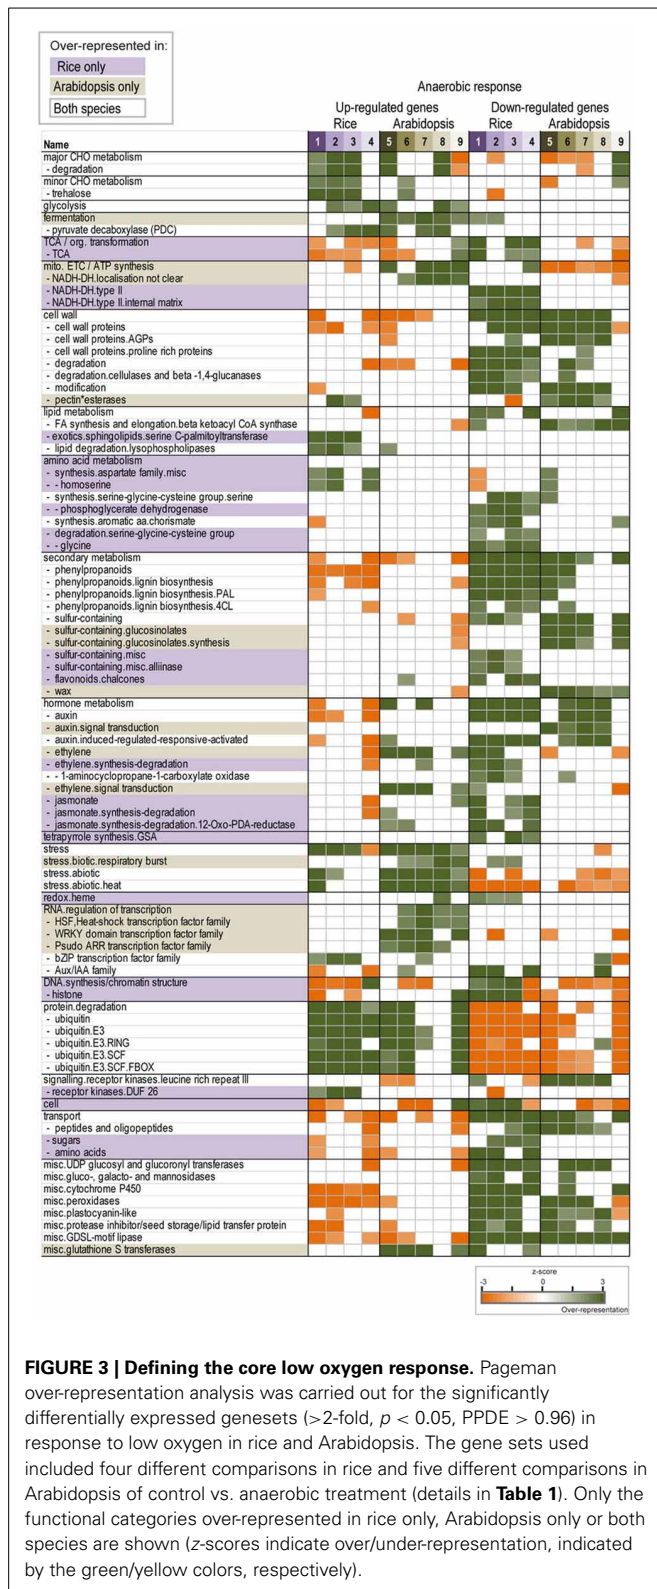 Over-represented in:
Rice only
Arabidopsis only
Both species
Anaerobic response
Up-regulated genes Down-regulated genes
Rice Arabidopsis Rice Arabidopsis
Name 1 2 3 4 5 6 7 8 9 1 2 3 4 5 6 7 8 9
major CHO metabolism
- degradation
minor CHO metabolism
- trehalose
glycolysis
fermentation
- pyruvate decaboxylase (PDC)
TCA / org. transformation
- TCA
mito. ETC / ATP synthesis
- NADH-DH.localisation not clear
- NADH-DH.type II
- NADH-DH.type II.internal matrix
cell wall
- cell wall proteins
- cell wall proteins.AGPs
- cell wall proteins.proline rich proteins
- degradation
- degradation.cellulases and beta -1,4-glucanases
- modification
- pectin*esterases
lipid metabolism
- FA synthesis and elongation.beta ketoacyl CoA synthase
- exotics.sphingolipids.serine C-palmitoyltransferase
- lipid degradation.lysophospholipases
amino acid metabolism
- synthesis.aspartate family.misc
- - homoserine
- synthesis.serine-glycine-cysteine group.serine
- - phosphoglycerate dehydrogenase
- synthesis.aromatic aa.chorismate
- degradation.serine-glycine-cysteine group
- - glycine
secondary metabolism
- phenylpropanoids
- phenylpropanoids.lignin biosynthesis
- phenylpropanoids.lignin biosynthesis.PAL
- phenylpropanoids.lignin biosynthesis.4CL
- sulfur-containing
- sulfur-containing.glucosinolates
- sulfur-containing.glucosinolates.synthesis
- sulfur-containing.misc
- sulfur-containing.misc.alliinase
- flavonoids.chalcones
- wax
hormone metabolism
- auxin
- auxin.signal transduction
- auxin.induced-regulated-responsive-activated
- ethylene
- ethylene.synthesis-degradation
- - 1-aminocyclopropane-1-carboxylate oxidase
- ethylene.signal transduction
- jasmonate
- jasmonate.synthesis-degradation
- jasmonate.synthesis-degradation.12-Oxo-PDA-reductase
tetrapyrrole synthesis.GSA
stress
stress.biotic.respiratory burst
stress.abiotic
stress.abiotic.heat
redox.heme
RNA.regulation of transcription
- HSF,Heat-shock transcription factor family
- WRKY domain transcription factor family
- Psudo ARR transcription factor family
- bZIP transcription factor family
- Aux/IAA family
DNA.synthesis/chromatin structure
- histone
protein.degradation
- ubiquitin
- ubiquitin.E3
- ubiquitin.E3.RING
- ubiquitin.E3.SCF
- ubiquitin.E3.SCF.FBOX
signalling.receptor kinases.leucine rich repeat III
- receptor kinases.DUF 26
cell
transport
- peptides and oligopeptides
- sugars
- amino acids
misc.UDP glucosyl and glucoronyl transferases
misc.gluco-, galacto- and mannosidases
misc.cytochrome P450
misc.peroxidases
misc.plastocyanin-like
misc.protease inhibitor/seed storage/lipid transfer protein
misc.GDSL-motif lipase
misc.glutathione S transferases
z-score
-3 0 3
Over-representation
FIGURE 3 | Defining the core low oxygen response. Pageman
over-representation analysis was carried out for the significantly
differentially expressed genesets (>2-fold, p < 0.05, PPDE > 0.96) in
response to low oxygen in rice and Arabidopsis. The gene sets used
included four different comparisons in rice and five different comparisons in
Arabidopsis of control vs. anaerobic treatment (details in Table 1). Only the
functional categories over-represented in rice only, Arabidopsis only or both
species are shown (z-scores indicate over/under-representation, indicated
by the green/yellow colors, respectively).